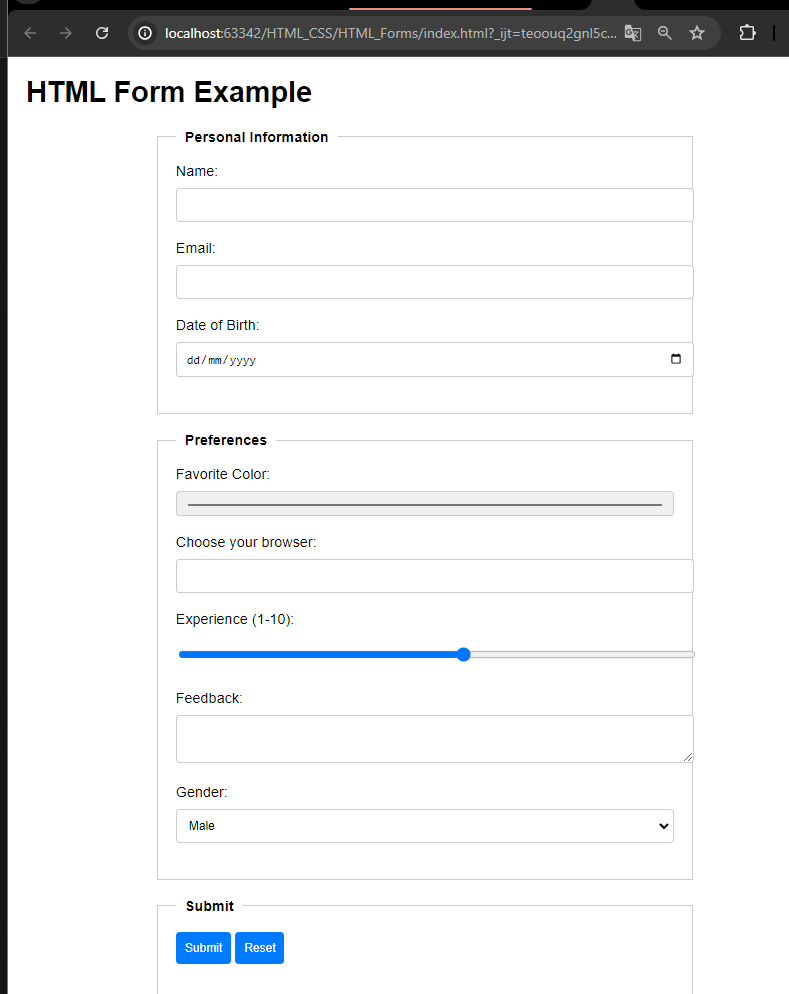 localhost:63342/HTML_CSS/HTML_Forms/index.html?_ijt=teoouq2gnl5c...
HTML Form Example
Personal Information
Name:
Email:
Date of Birth:
dd/mm/yyyy
Preferences
Favorite Color:
Choose your browser:
Experience (1-10):
Feedback:
Gender:
Male
Submit
Submit Reset